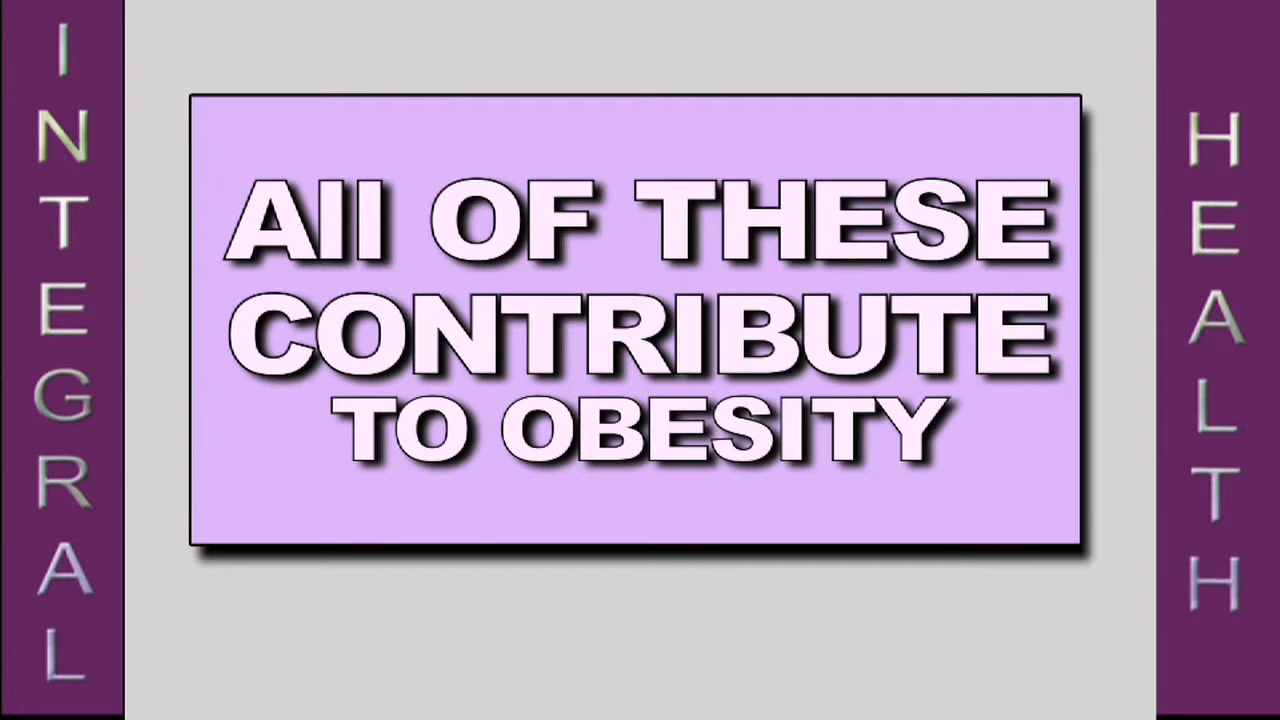 INTEGRAL
All OF THESE
CONTRIBUTE
TO OBESITY
HEALTH